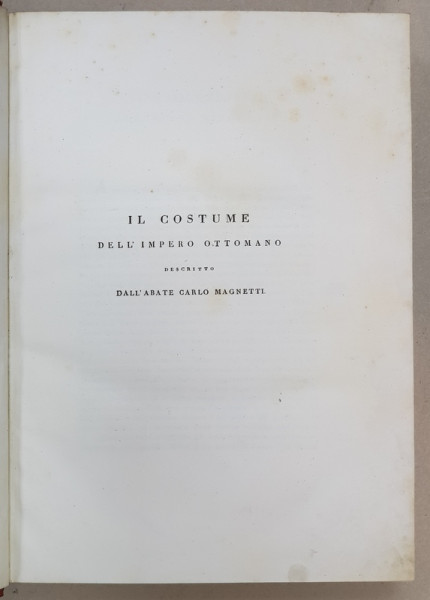 IL COSTUME
DELL'IMPERO OTTOMANO
DESCRITTO
DALL'ABATE CARLO MAGNETTI.